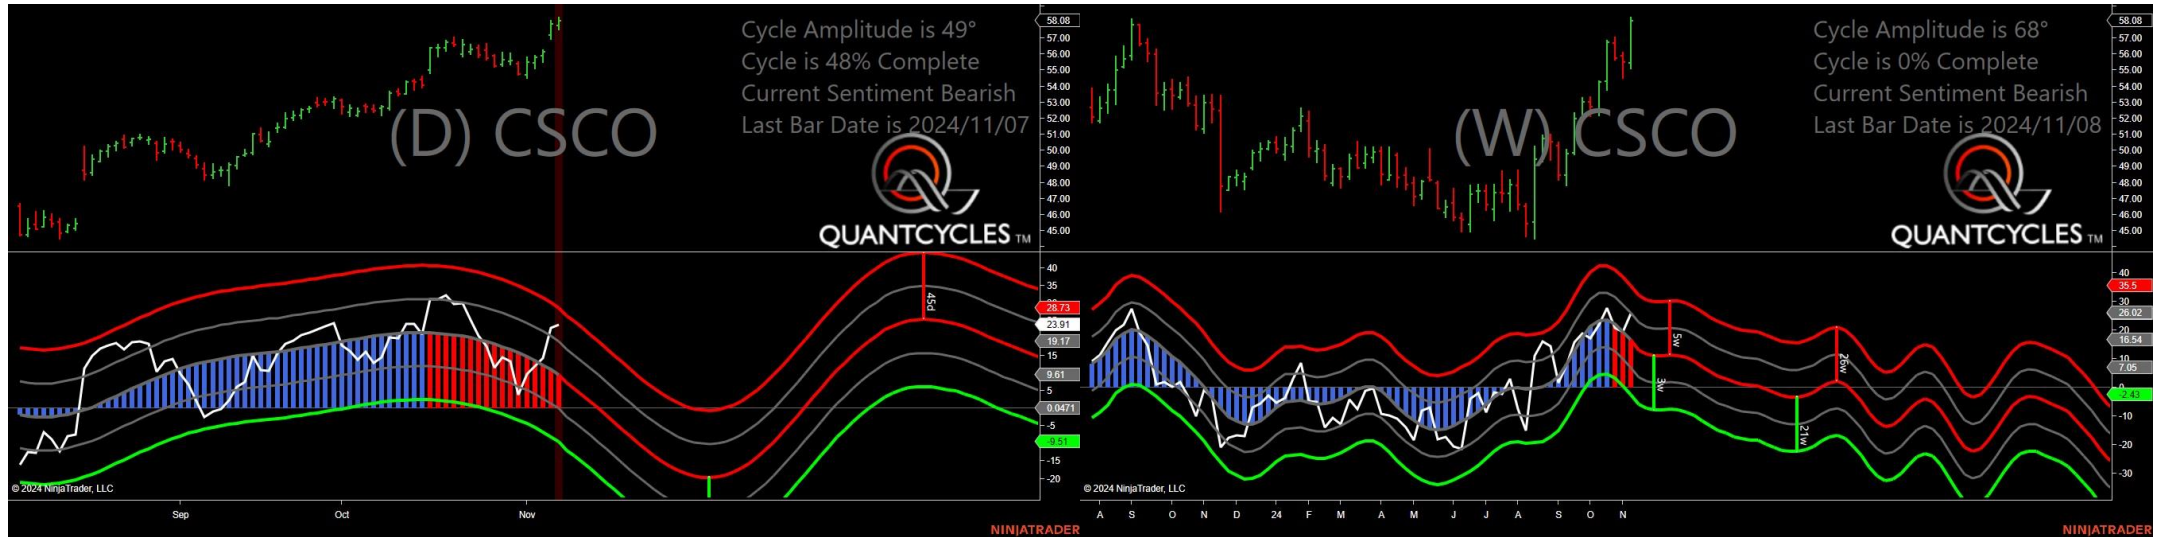 Cycle Amplitude is 49°
Cycle is 48% Complete
Current Sentiment Bearish
Last Bar Date is 2024/11/07
(D) CSCO
QUANTCYCLES TM
58.08
57.00
56.00
55.00
54.00
53.00
52.00
51.00
50.00
49.00
48.00
47.00
46.00
45.00
40
35
28.73
23.91
19.17
15
9.61
5
0.0471
-5
-9.51
-15
-20
45d
© 2024 NinjaTrader, LLC
Sep Oct Nov
NINJATRADER
Cycle Amplitude is 68°
Cycle is 0% Complete
Current Sentiment Bearish
Last Bar Date is 2024/11/08
(W) CSCO
QUANTCYCLES TM
58.08
57.00
56.00
55.00
54.00
53.00
52.00
51.00
50.00
49.00
48.00
47.00
46.00
45.00
40
35.5
30
26.02
20
16.54
10
7.05
0
-2.43
-10
-20
-30
5w
3w
26w
21w
© 2024 NinjaTrader, LLC
A S O N D 24 F M A M J J A S O N
NINJATRADER